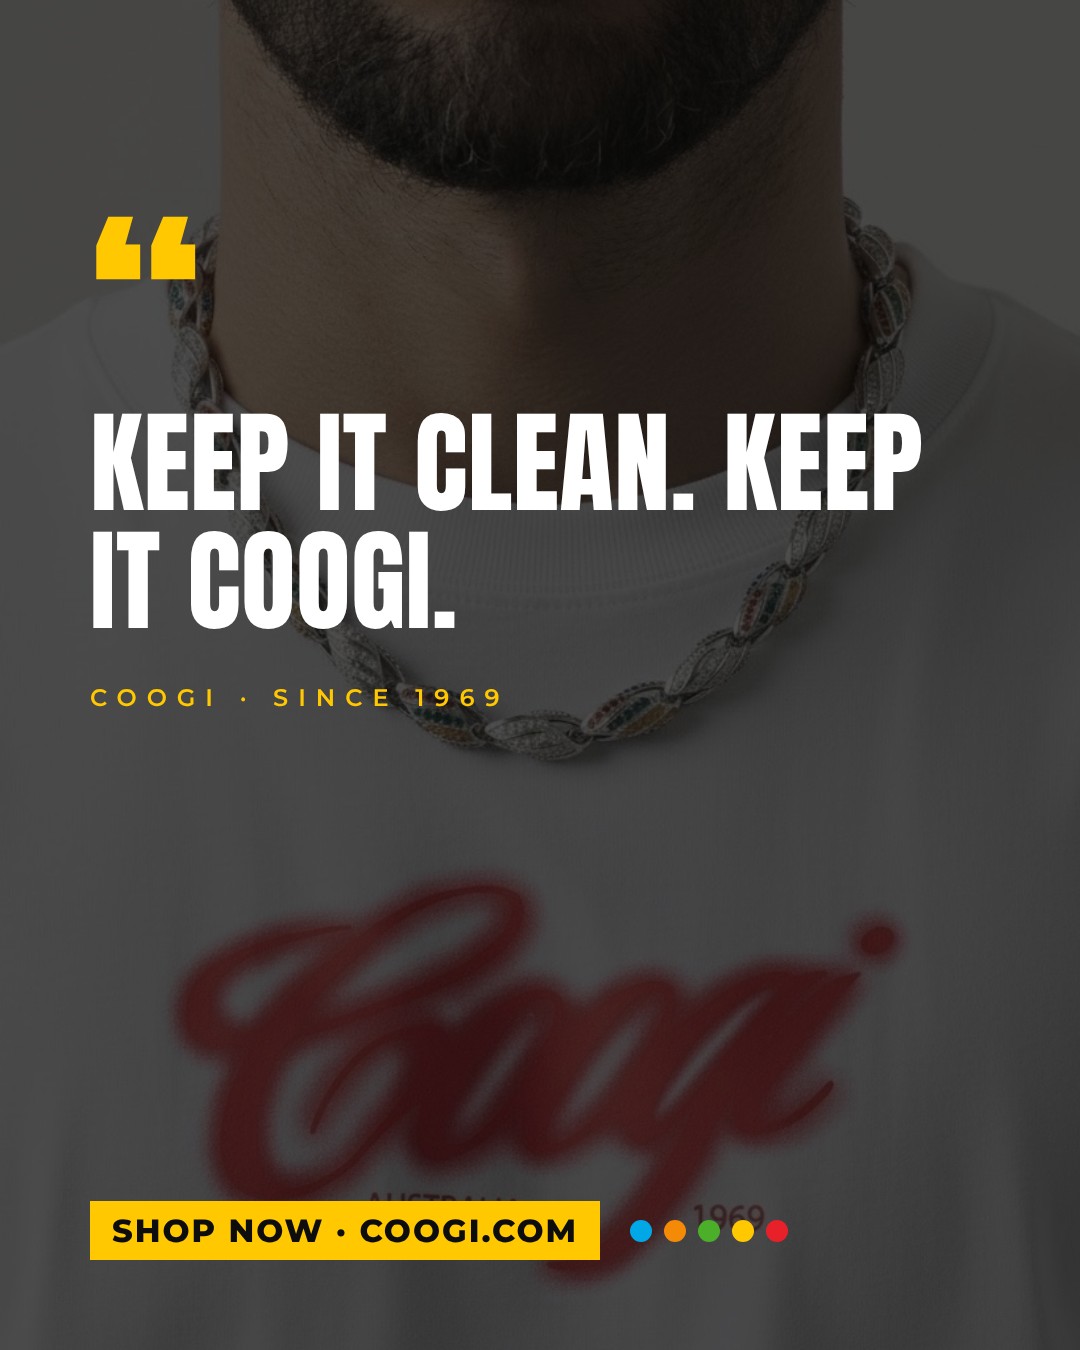 ❝
KEEP IT CLEAN. KEEP
IT COOGI.
COOGI · SINCE 1969
Coogi
1969
SHOP NOW · COOGI.COM